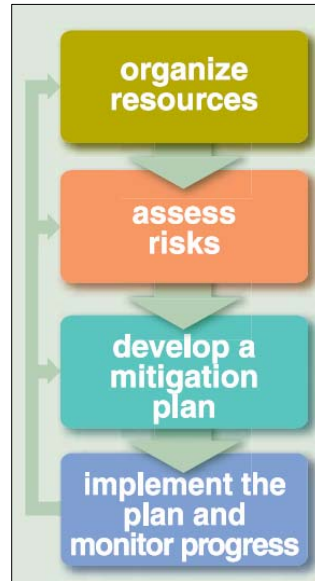 organize
resources
assess
risks
develop a
mitigation
plan
implement the
plan and
monitor progress